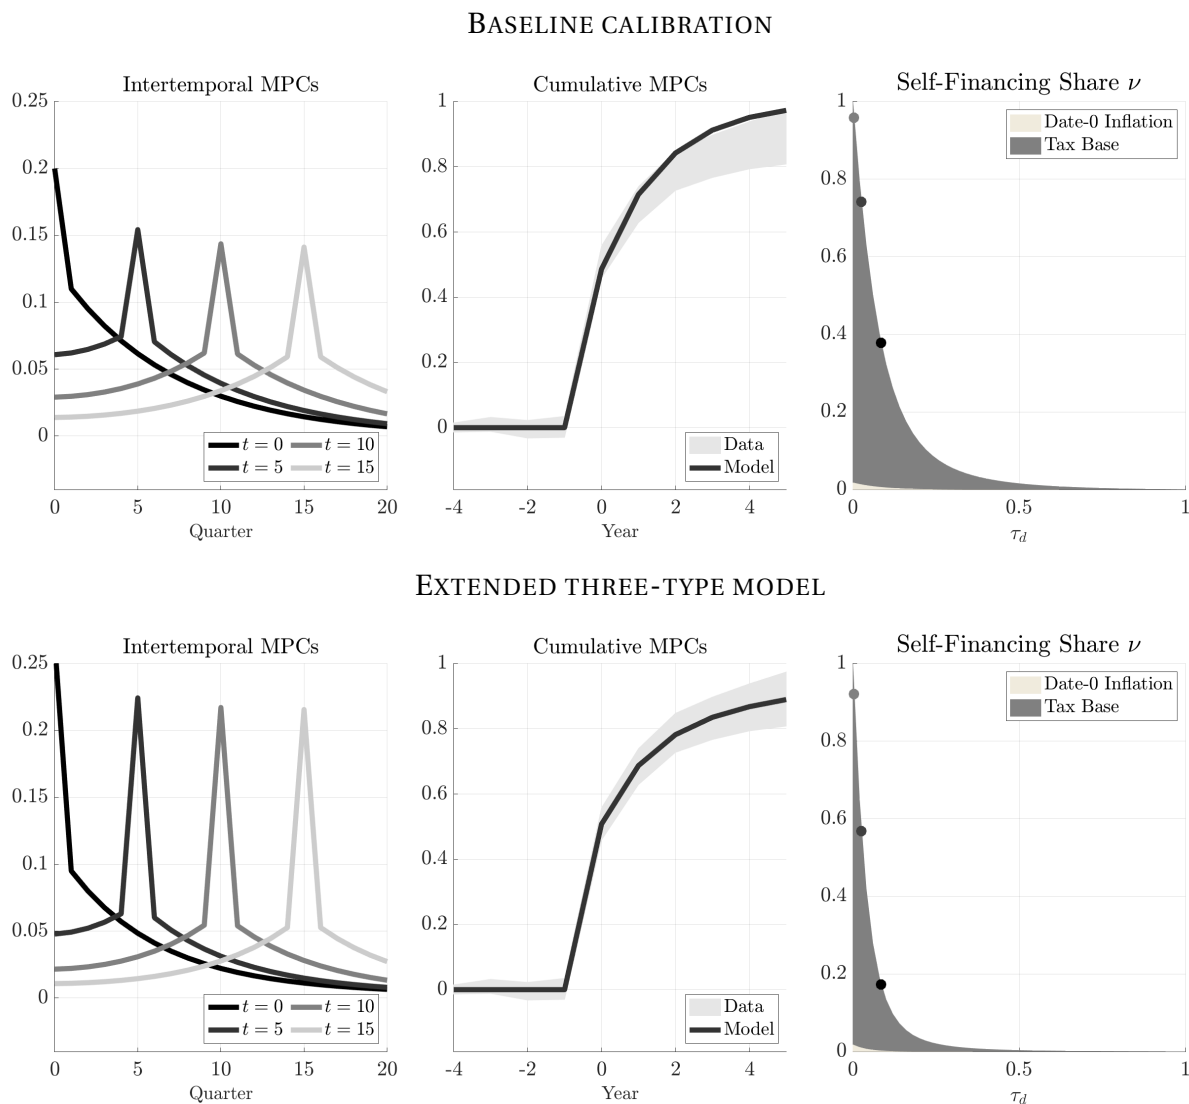 BASELINE CALIBRATION
Intertemporal MPCs
0.25
0.2
0.15
0.1
0.05
0
0 5 10 15 20
Quarter
t = 0 t = 10
t = 5 t = 15
Cumulative MPCs
1
0.8
0.6
0.4
0.2
0
-4 -2 0 2 4
Year
Data
Model
Self-Financing Share ν
1
0.8
0.6
0.4
0.2
0
0 0.5 1
τd
Date-0 Inflation
Tax Base
EXTENDED THREE-TYPE MODEL
Intertemporal MPCs
0.25
0.2
0.15
0.1
0.05
0
0 5 10 15 20
Quarter
t = 0 t = 10
t = 5 t = 15
Cumulative MPCs
1
0.8
0.6
0.4
0.2
0
-4 -2 0 2 4
Year
Data
Model
Self-Financing Share ν
1
0.8
0.6
0.4
0.2
0
0 0.5 1
τd
Date-0 Inflation
Tax Base